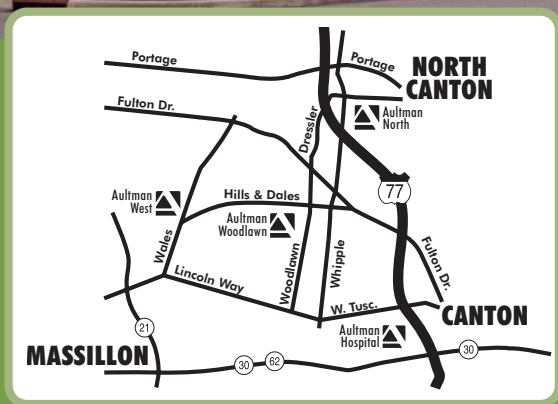 Portage
Portage
NORTH
CANTON
Fulton Dr.
Dressler
Aultman
North
77
Aultman
West
Hills & Dales
Aultman
Woodlawn
Wales
Woodlawn
Whipple
Fulton Dr.
Lincoln Way
W. Tusc.
CANTON
21
Aultman
Hospital
MASSILLON
30
62
30